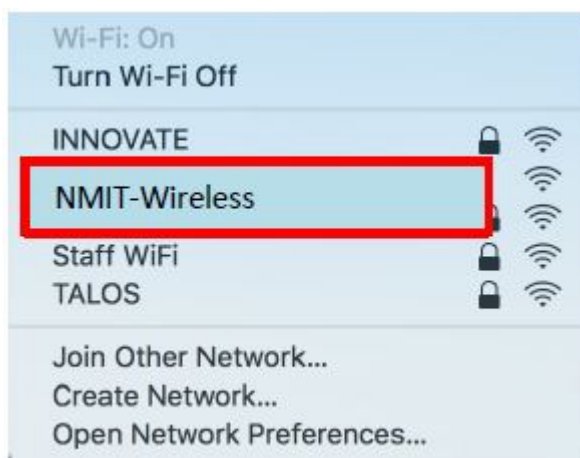 Wi-Fi: On
Turn Wi-Fi Off
INNOVATE
NMIT-Wireless
Staff WiFi
TALOS
Join Other Network...
Create Network...
Open Network Preferences...